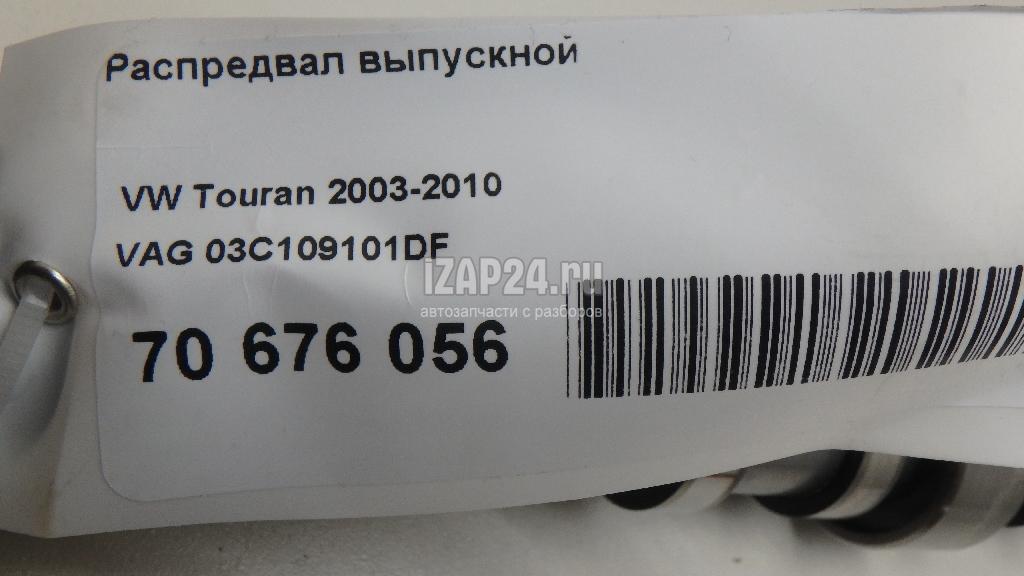 Распредвал выпускной
VW Touran 2003-2010
VAG 03C109101DF
iZAP24.ru
автозапчасти с разборов
70 676 056